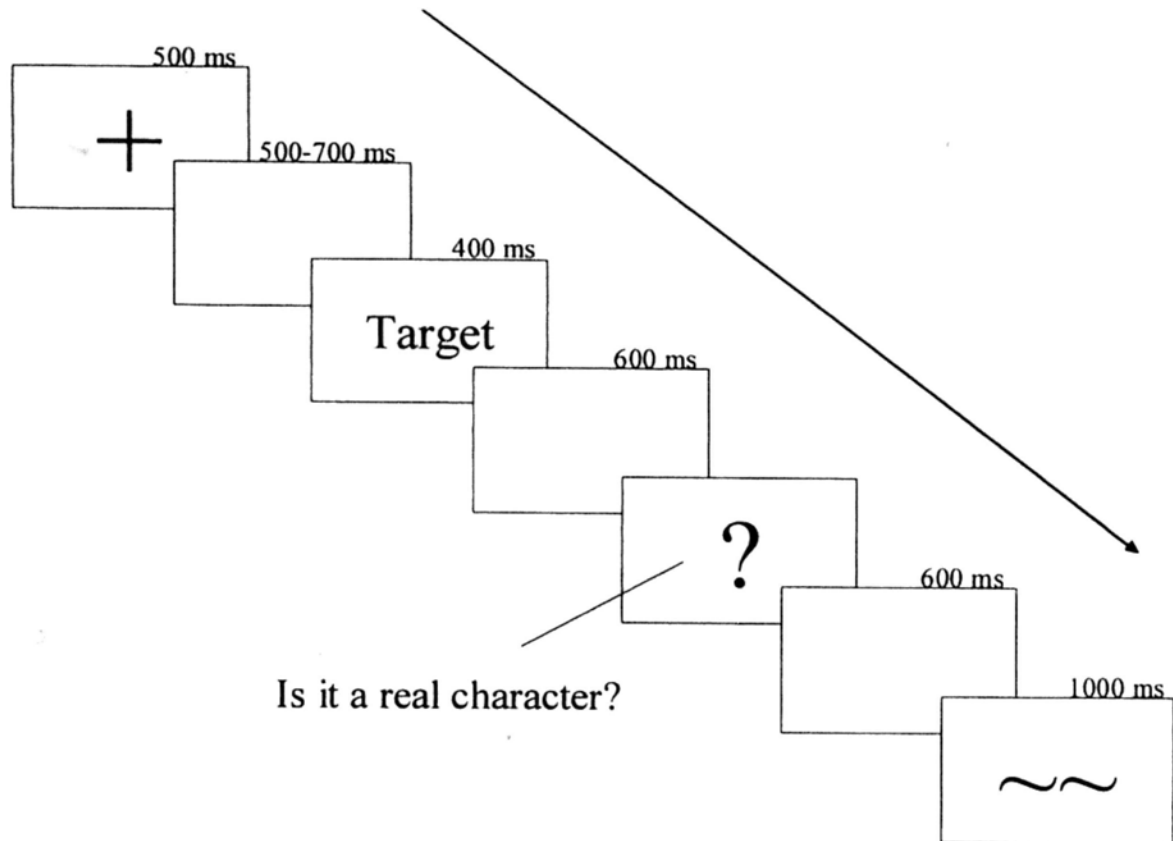 500 ms
+
500-700 ms
400 ms
Target
600 ms
?
600 ms
Is it a real character?
1000 ms
~~